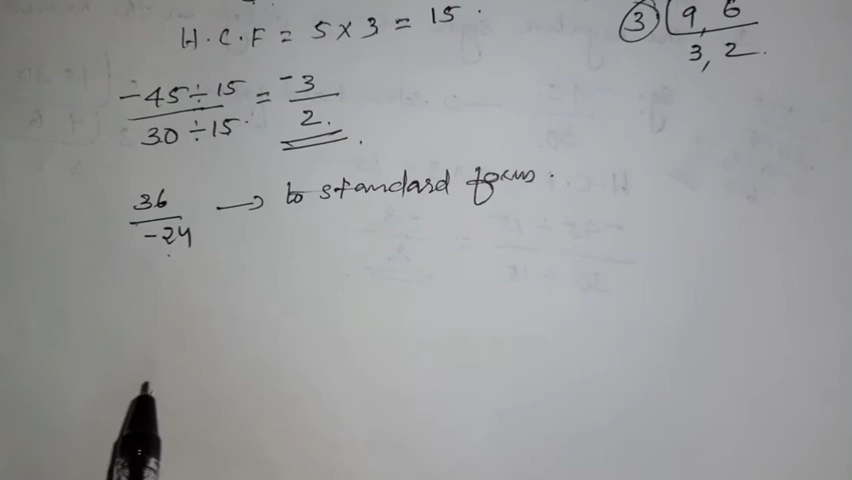 H.C.F = 5 × 3 = 15.
③ 9, 6
3, 2.
-45 ÷ 15 = -3
30 ÷ 15. 2.
36 → to standard form.
-24